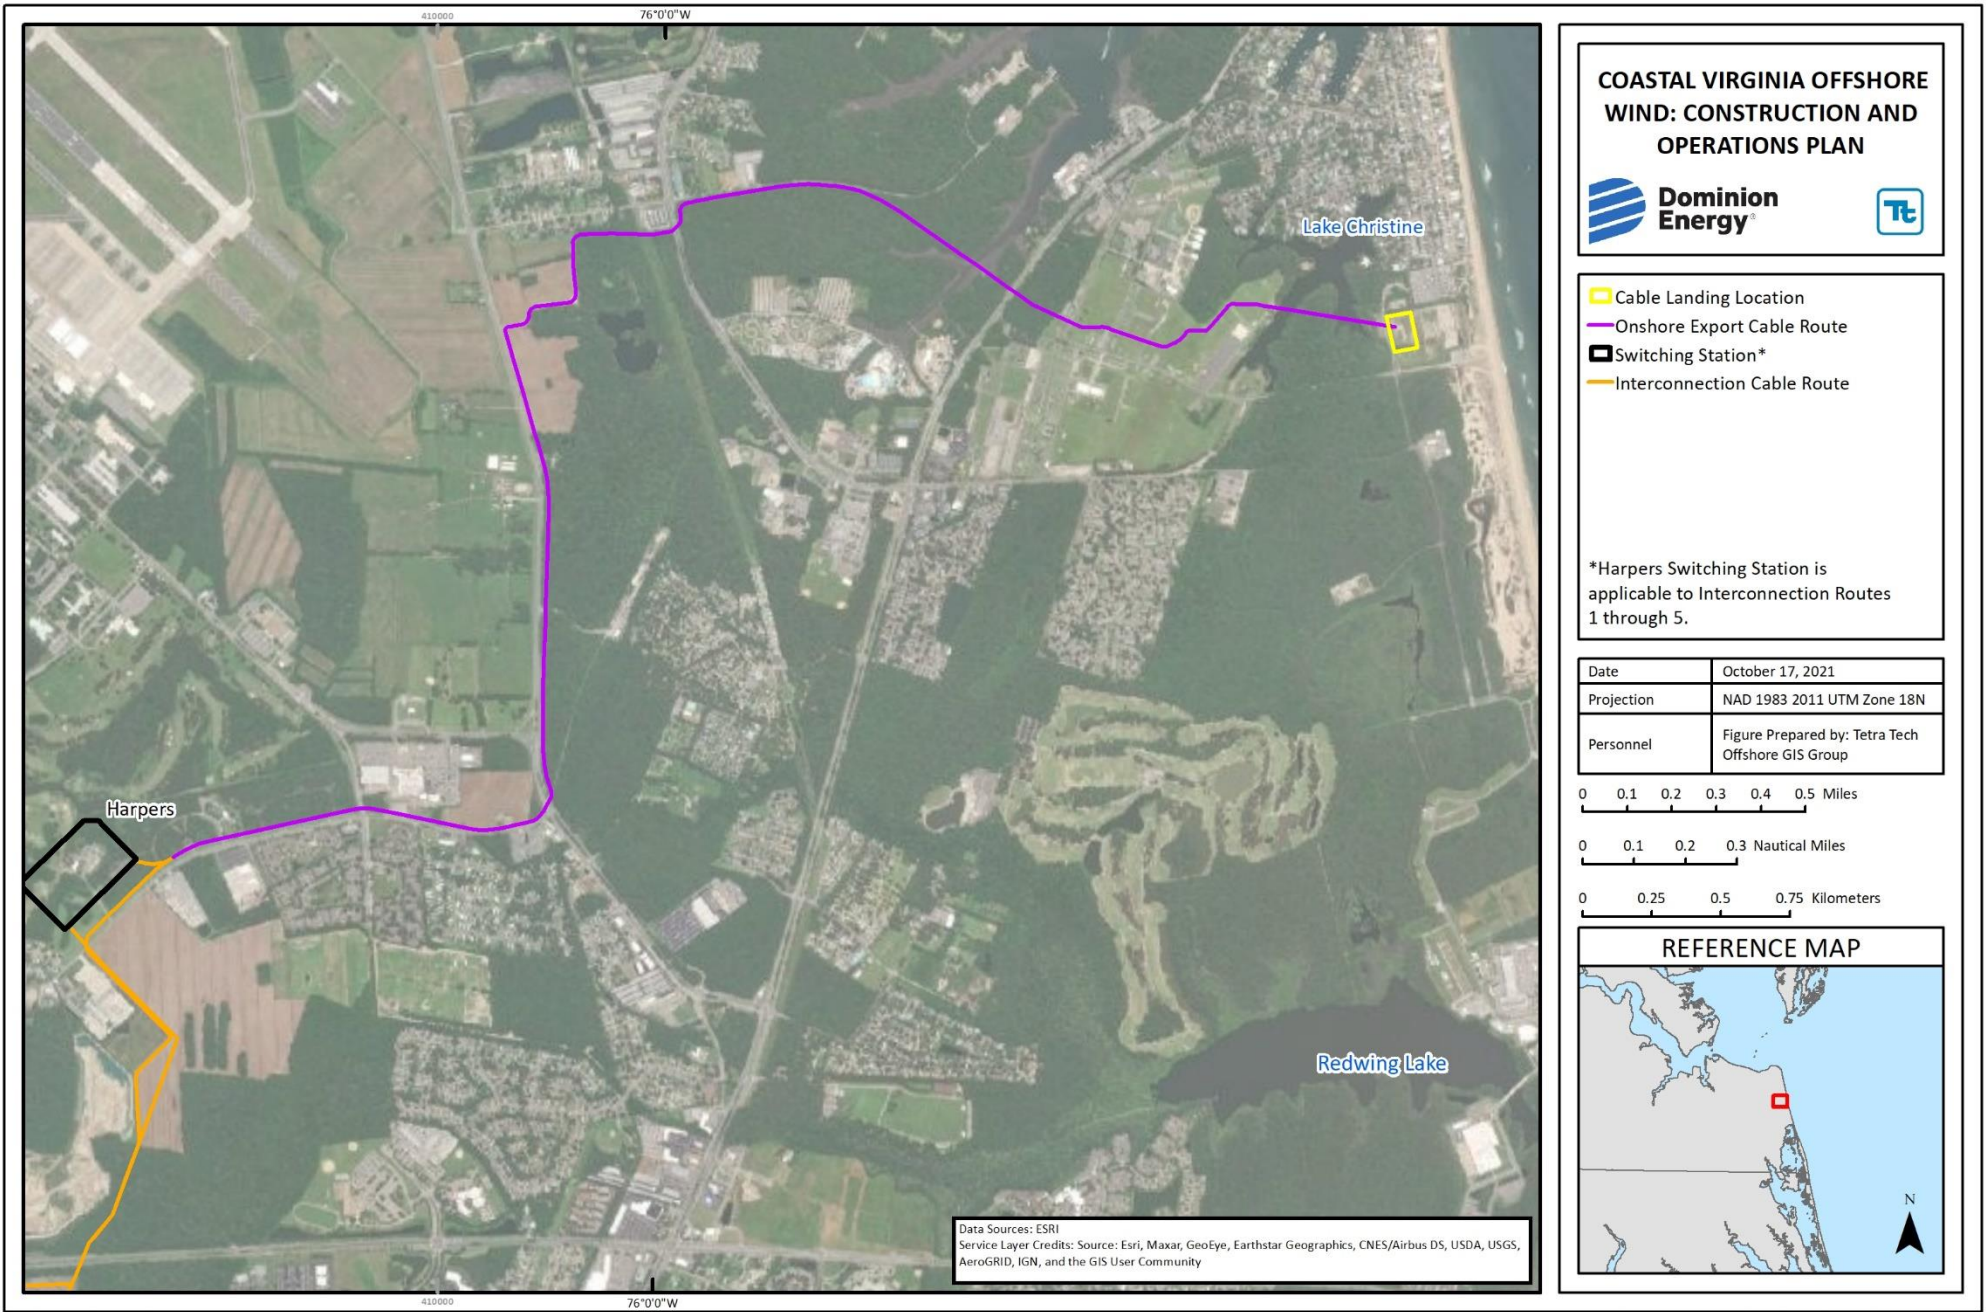 410000
76°0'0"W
Lake Christine
Harpers
Redwing Lake
Data Sources: ESRI
Service Layer Credits: Source: Esri, Maxar, GeoEye, Earthstar Geographics, CNES/Airbus DS, USDA, USGS,
AeroGRID, IGN, and the GIS User Community
410000
76°0'0"W
COASTAL VIRGINIA OFFSHORE
WIND: CONSTRUCTION AND
OPERATIONS PLAN
Dominion
Energy®
Tt
Cable Landing Location
Onshore Export Cable Route
Switching Station*
Interconnection Cable Route
*Harpers Switching Station is
applicable to Interconnection Routes
1 through 5.
Date October 17, 2021
Projection NAD 1983 2011 UTM Zone 18N
Personnel Figure Prepared by: Tetra Tech
Offshore GIS Group
0 0.1 0.2 0.3 0.4 0.5 Miles
0 0.1 0.2 0.3 Nautical Miles
0 0.25 0.5 0.75 Kilometers
REFERENCE MAP
N